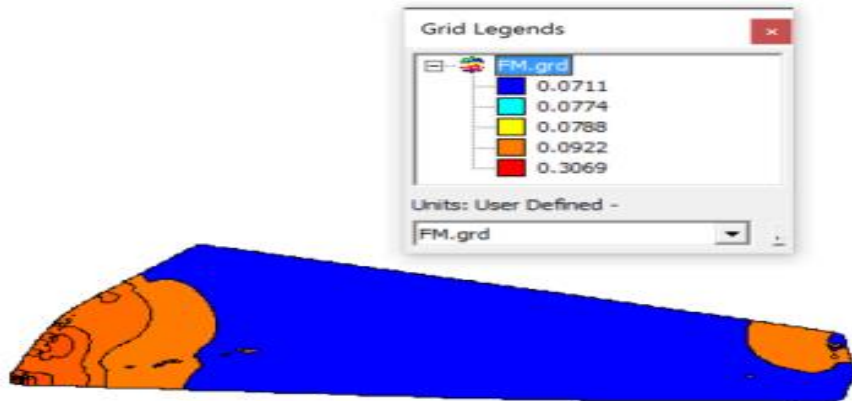 Grid Legends
FM.grd
0.0711
0.0774
0.0788
0.0922
0.3069
Units: User Defined -
FM.grd